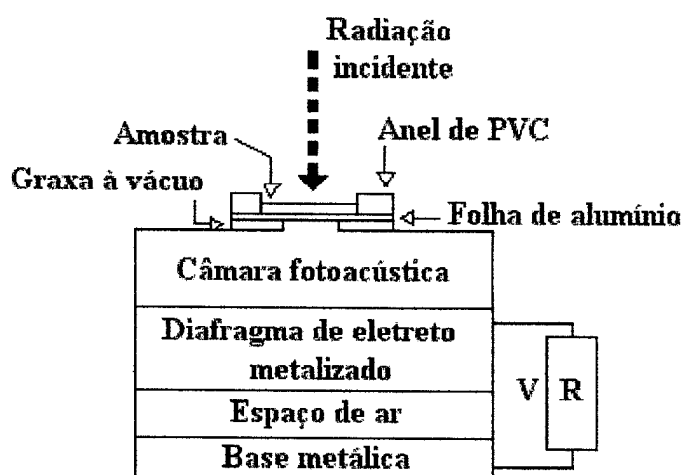 Radiação
incidente
Amostra
Anel de PVC
Graxa à vácuo
Folha de alumínio
Câmara fotoacústica
Diafragma de eletreto
metalizado
V R
Espaço de ar
Base metálica